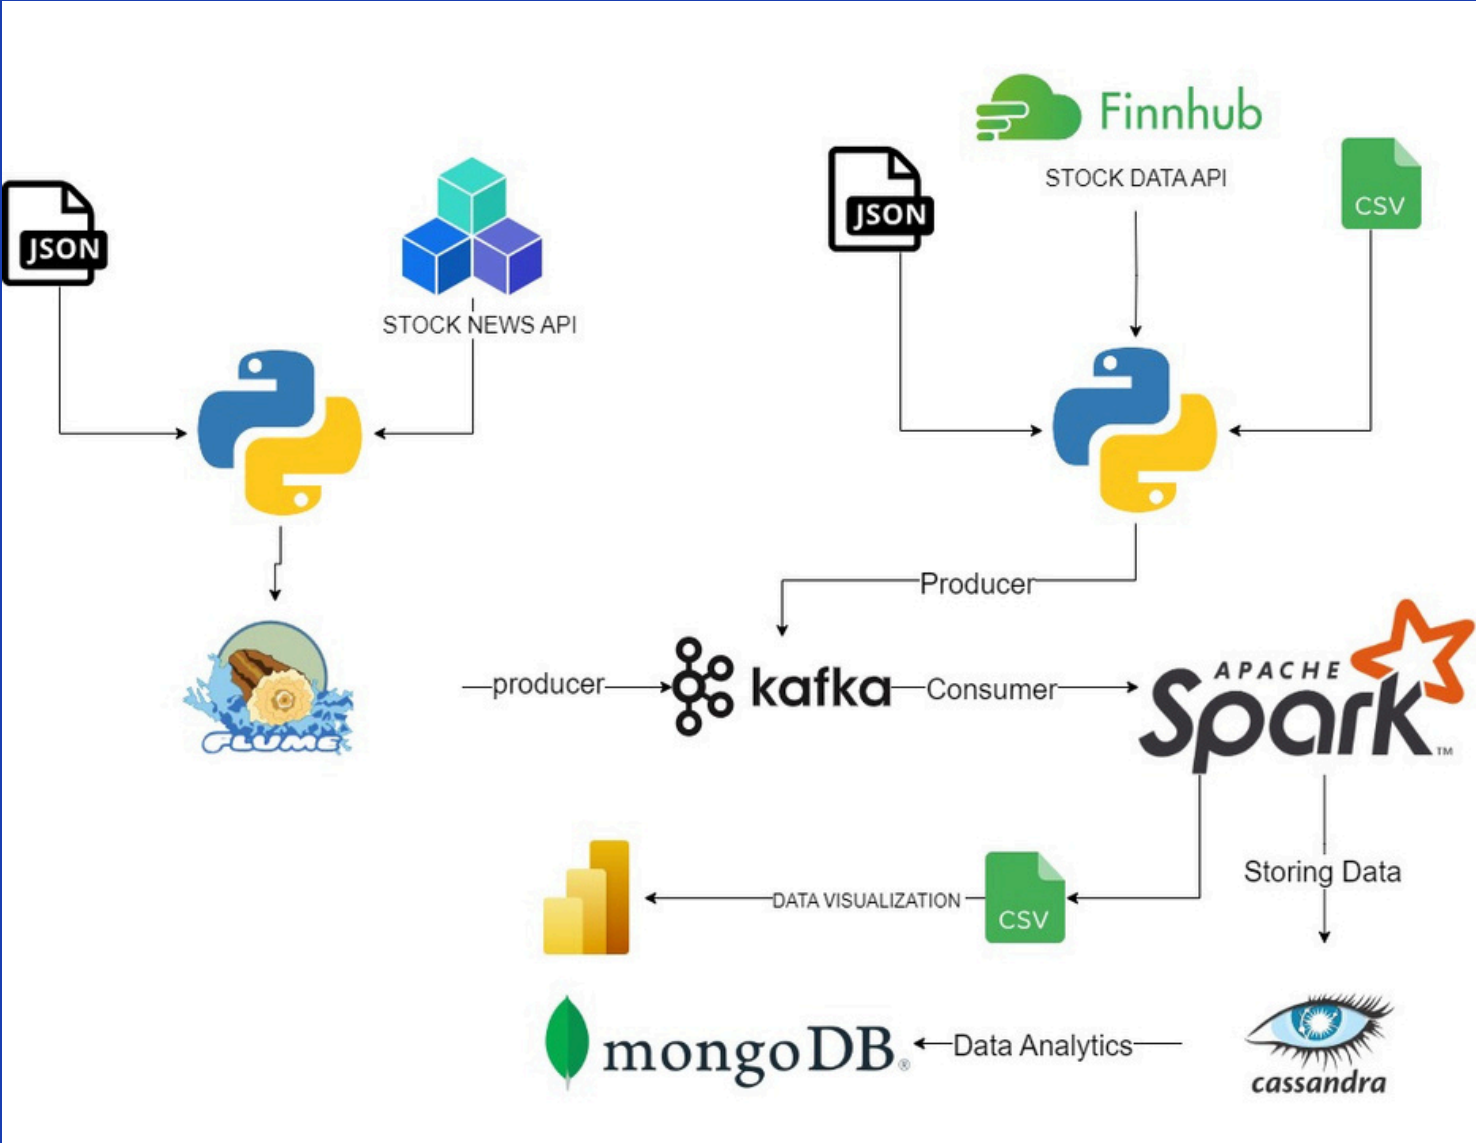 Finnhub
STOCK DATA API
JSON
CSV
JSON
STOCK NEWS API
Producer
FLUME
producer
kafka
Consumer
APACHE
Spark™
DATA VISUALIZATION
CSV
Storing Data
mongoDB®
Data Analytics
cassandra